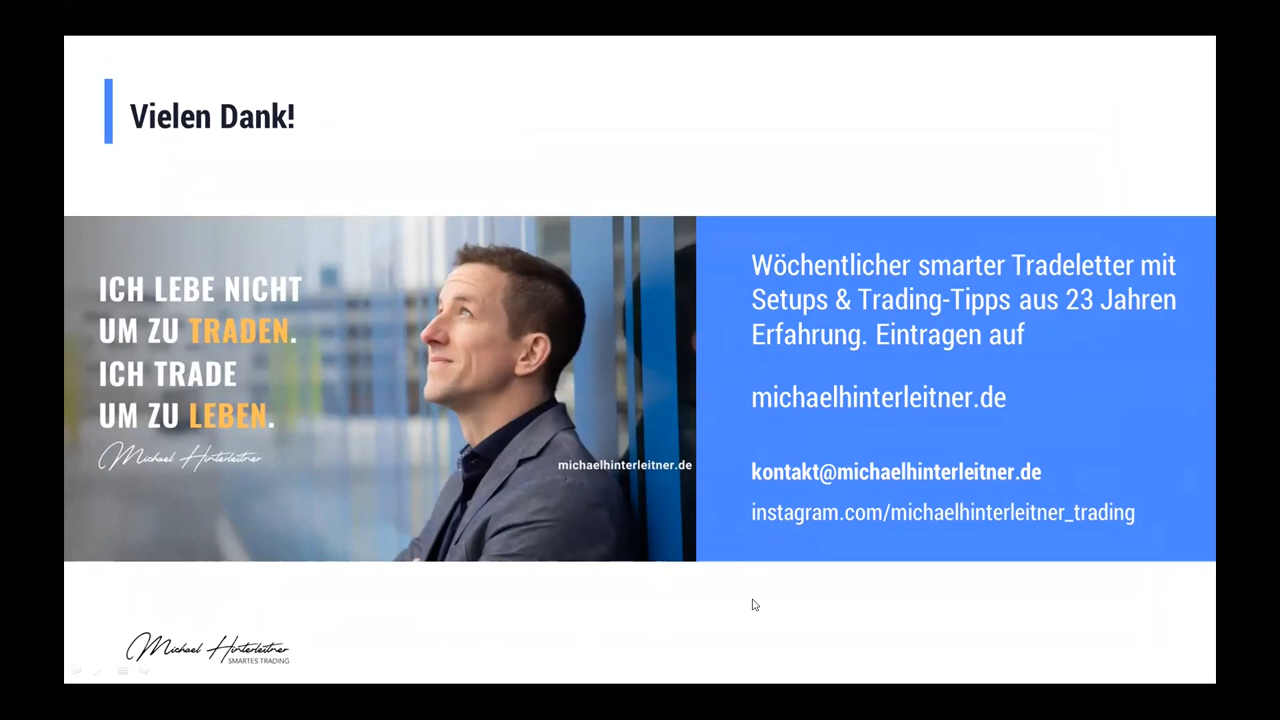 Vielen Dank!
ICH LEBE NICHT
UM ZU TRADEN.
ICH TRADE
UM ZU LEBEN.
Michael Hinterleitner
michaelhinterleitner.de
Wöchentlicher smarter Tradeletter mit
Setups & Trading-Tipps aus 23 Jahren
Erfahrung. Eintragen auf
michaelhinterleitner.de
kontakt@michaelhinterleitner.de
instagram.com/michaelhinterleitner_trading
Michael Hinterleitner
SMARTES TRADING